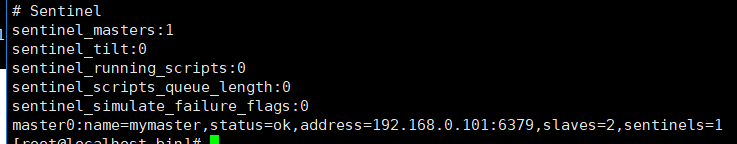 # Sentinel
sentinel_masters:1
sentinel_tilt:0
sentinel_running_scripts:0
sentinel_scripts_queue_length:0
sentinel_simulate_failure_flags:0
master0:name=mymaster,status=ok,address=192.168.0.101:6379,slaves=2,sentinels=1
[root@localhost bin]#